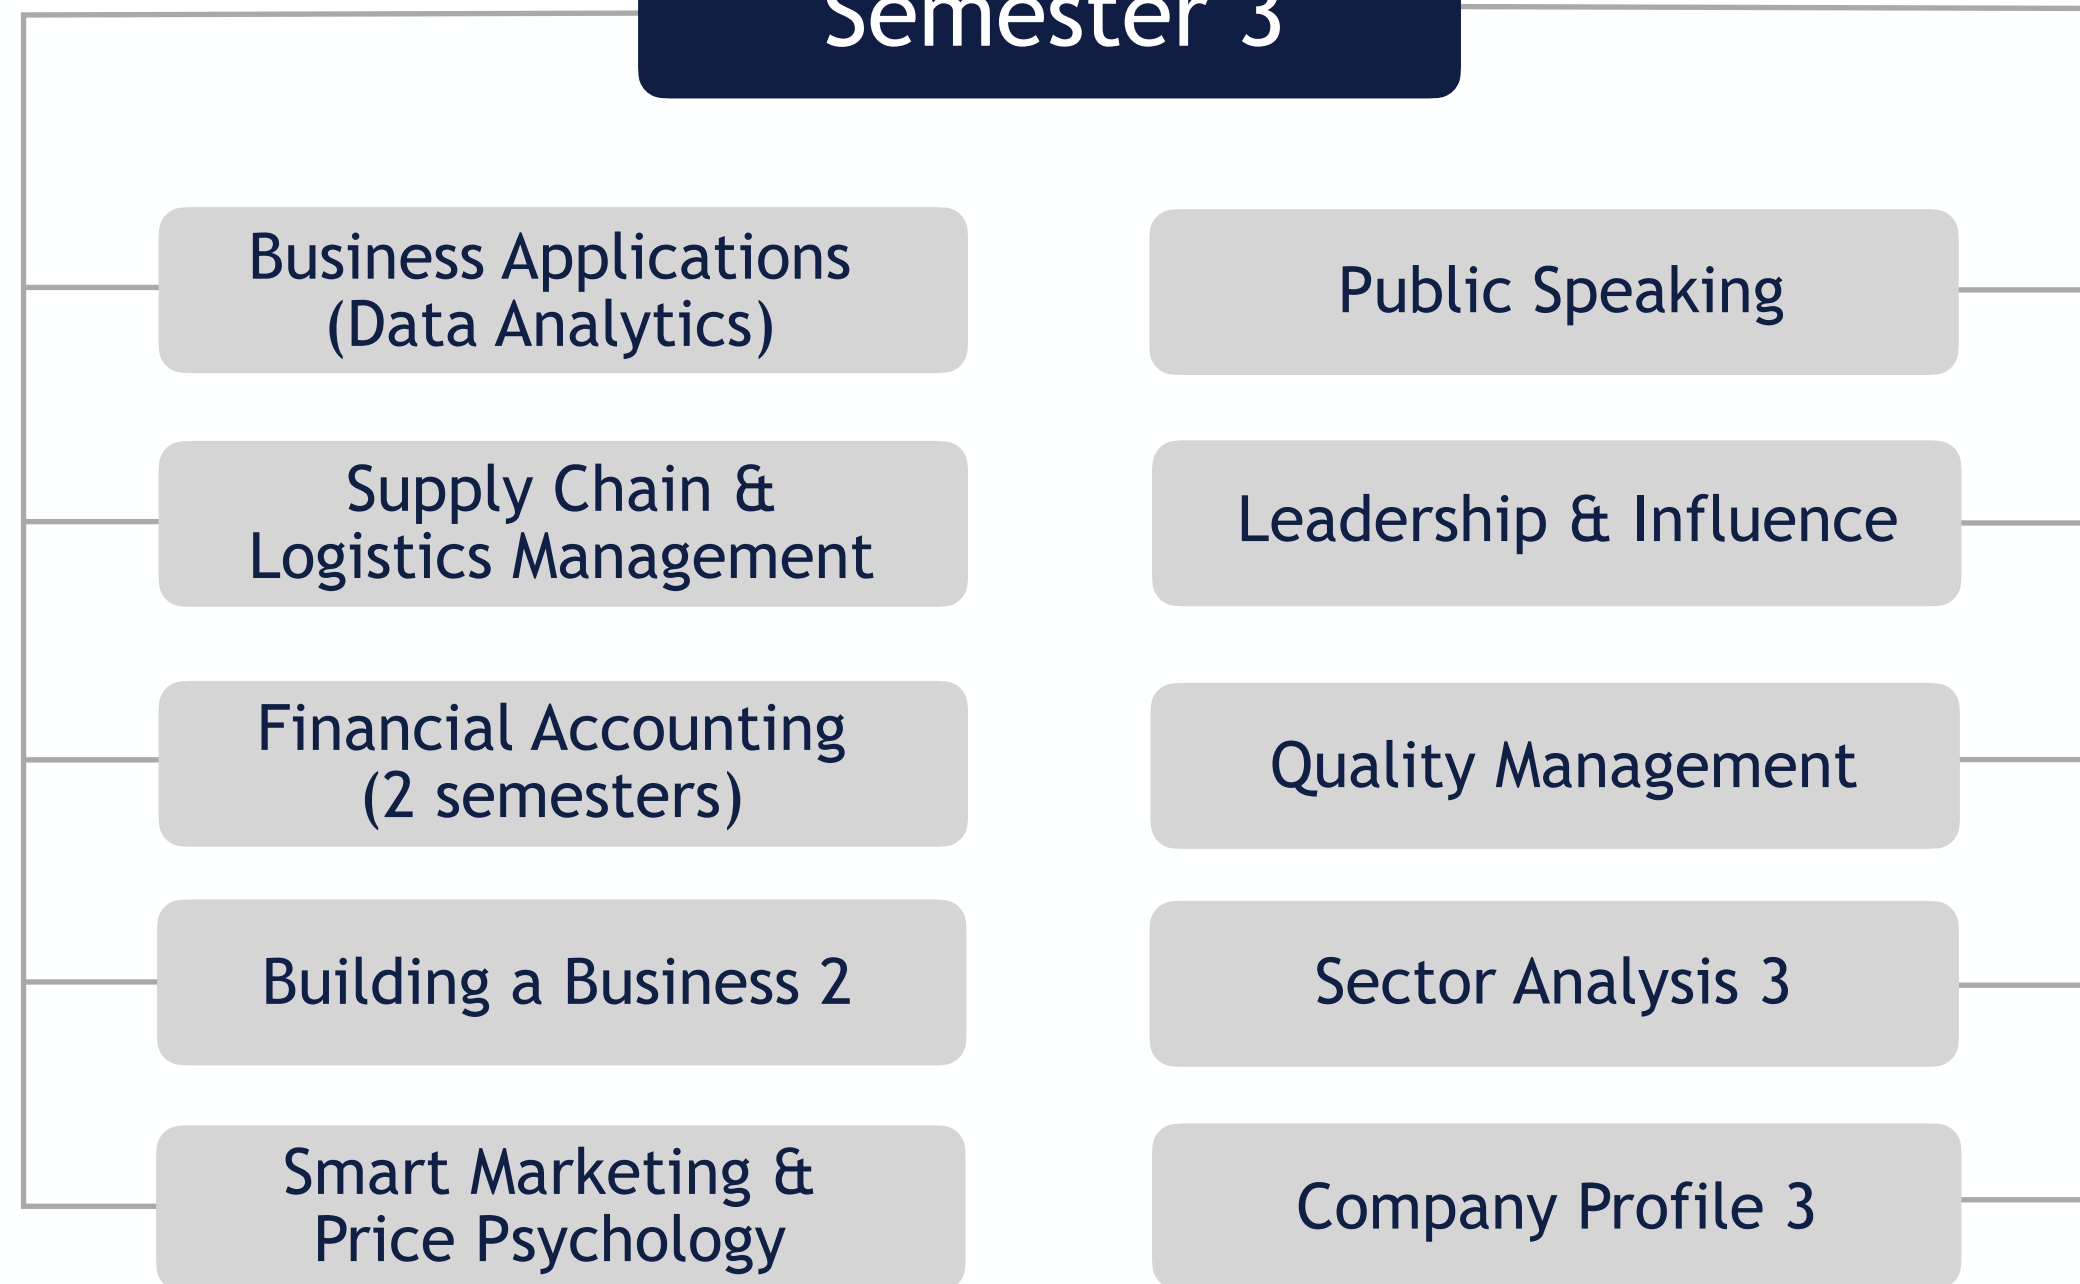 Semester 3
Business Applications
(Data Analytics)
Supply Chain &
Logistics Management
Financial Accounting
(2 semesters)
Building a Business 2
Smart Marketing &
Price Psychology
Public Speaking
Leadership & Influence
Quality Management
Sector Analysis 3
Company Profile 3